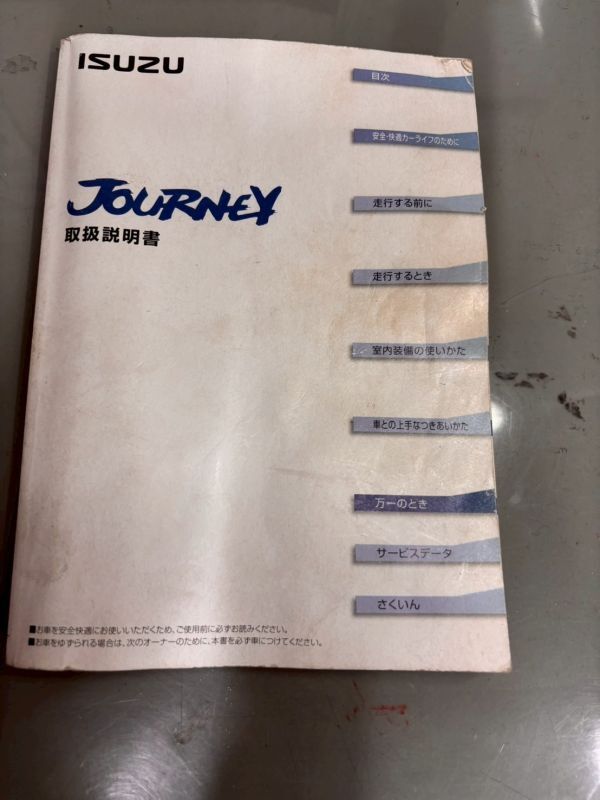 ISUZU
JOURNEY
取扱説明書
目次
安全・快適カーライフのために
走行する前に
走行するとき
室内装備の使いかた
車との上手なつきあいかた
万一のとき
サービスデータ
さくいん
■お車を安全快適にお使いいただくため、ご使用前に必ずお読みください。
■お車をゆずられる場合は、次のオーナーのために、本書を必ず車につけてください。